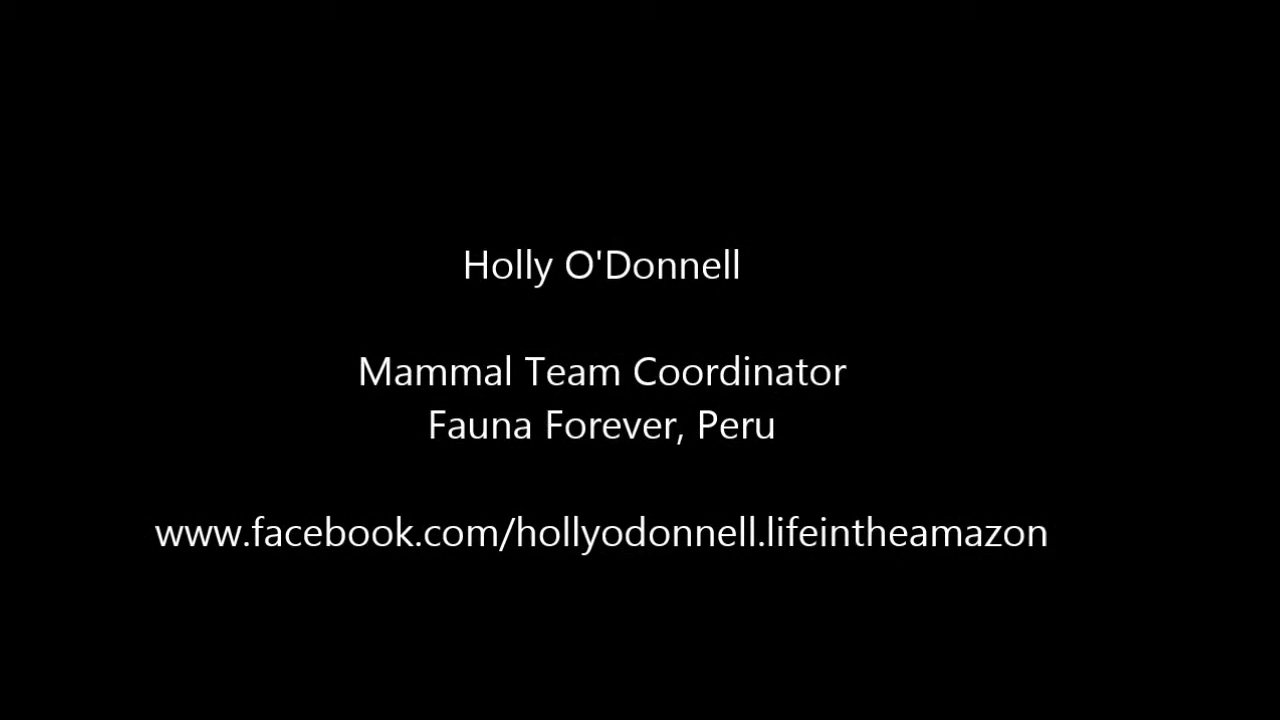 Holly O'Donnell
Mammal Team Coordinator
Fauna Forever, Peru
www.facebook.com/hollyodonnell.lifeintheamazon